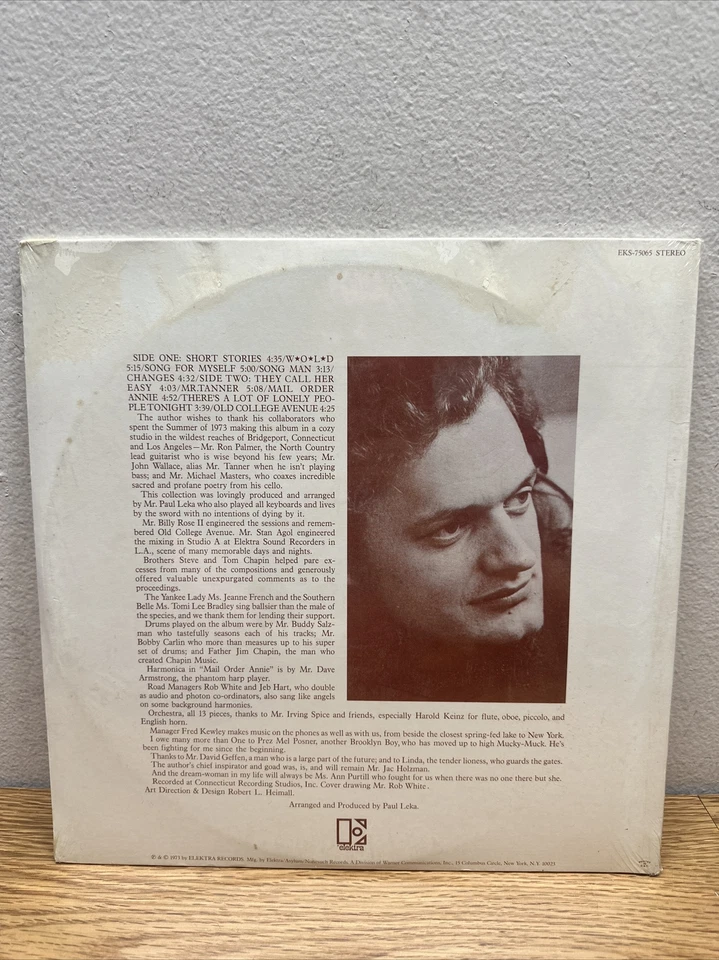 EKS-75065 STEREO
SIDE ONE: SHORT STORIES 4:35/W★O★L★D
5:15/SONG FOR MYSELF 5:00/SONG MAN 3:13/
CHANGES 4:32/SIDE TWO: THEY CALL HER
EASY 4:03/MR.TANNER 5:08/MAIL ORDER
ANNIE 4:52/THERE'S A LOT OF LONELY PEO-
PLE TONIGHT 3:39/OLD COLLEGE AVENUE 4:25
The author wishes to thank his collaborators who
spent the Summer of 1973 making this album in a cozy
studio in the wildest reaches of Bridgeport, Connecticut
and Los Angeles—Mr. Ron Palmer, the North Country
lead guitarist who is wise beyond his few years; Mr.
John Wallace, alias Mr. Tanner when he isn't playing
bass; and Mr. Michael Masters, who coaxes incredible
sacred and profane poetry from his cello.
This collection was lovingly produced and arranged
by Mr. Paul Leka who also played all keyboards and lives
by the sword with no intentions of dying by it.
Mr. Billy Rose II engineered the sessions and remem-
bered Old College Avenue. Mr. Stan Agol engineered
the mixing in Studio A at Elektra Sound Recorders in
L.A., scene of many memorable days and nights.
Brothers Steve and Tom Chapin helped pare ex-
cesses from many of the compositions and generously
offered valuable unexpurgated comments as to the
proceedings.
The Yankee Lady Ms. Jeanne French and the Southern
Belle Ms. Tomi Lee Bradley sing ballsier than the male of
the species, and we thank them for lending their support.
Drums played on the album were by Mr. Buddy Salz-
man who tastefully seasons each of his tracks; Mr.
Bobby Carlin who more than measures up to his super
set of drums; and Father Jim Chapin, the man who
created Chapin Music.
Harmonica in "Mail Order Annie" is by Mr. Dave
Armstrong, the phantom harp player.
Road Managers Rob White and Jeb Hart, who double
as audio and photon co-ordinators, also sang like angels
on some background harmonies.
Orchestra, all 13 pieces, thanks to Mr. Irving Spice and friends, especially Harold Keinz for flute, oboe, piccolo, and
English horn.
Manager Fred Kewley makes music on the phones as well as with us, from beside the closest spring-fed lake to New York.
I owe many more than One to Prez Mel Posner, another Brooklyn Boy, who has moved up to high Mucky-Muck. He's
been fighting for me since the beginning.
Thanks to Mr. David Geffen, a man who is a large part of the future; and to Linda, the tender lioness, who guards the gates.
The author's chief inspirator and goad was, is, and will remain Mr. Jac Holzman.
And the dream-woman in my life will always be Ms. Ann Purtill who fought for us when there was no one there but she.
Recorded at Connecticut Recording Studios, Inc. Cover drawing Mr. Rob White.
Art Direction & Design Robert L. Heimall.
Arranged and Produced by Paul Leka.
elektra
℗ & © 1973 by ELEKTRA RECORDS. Mfg. by Elektra/Asylum/Nonesuch Records, A Division of Warner Communications, Inc., 15 Columbus Circle, New York, N.Y. 10023